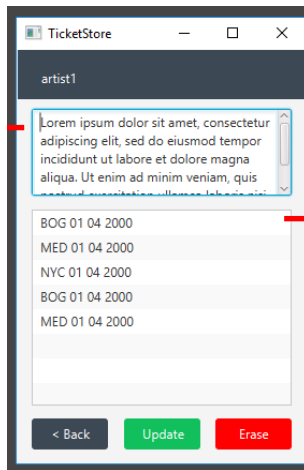 TicketStore
artist1
Lorem ipsum dolor sit amet, consectetur
adipiscing elit, sed do eiusmod tempor
incididunt ut labore et dolore magna
aliqua. Ut enim ad minim veniam, quis
BOG 01 04 2000
MED 01 04 2000
NYC 01 04 2000
BOG 01 04 2000
MED 01 04 2000
< Back
Update
Erase